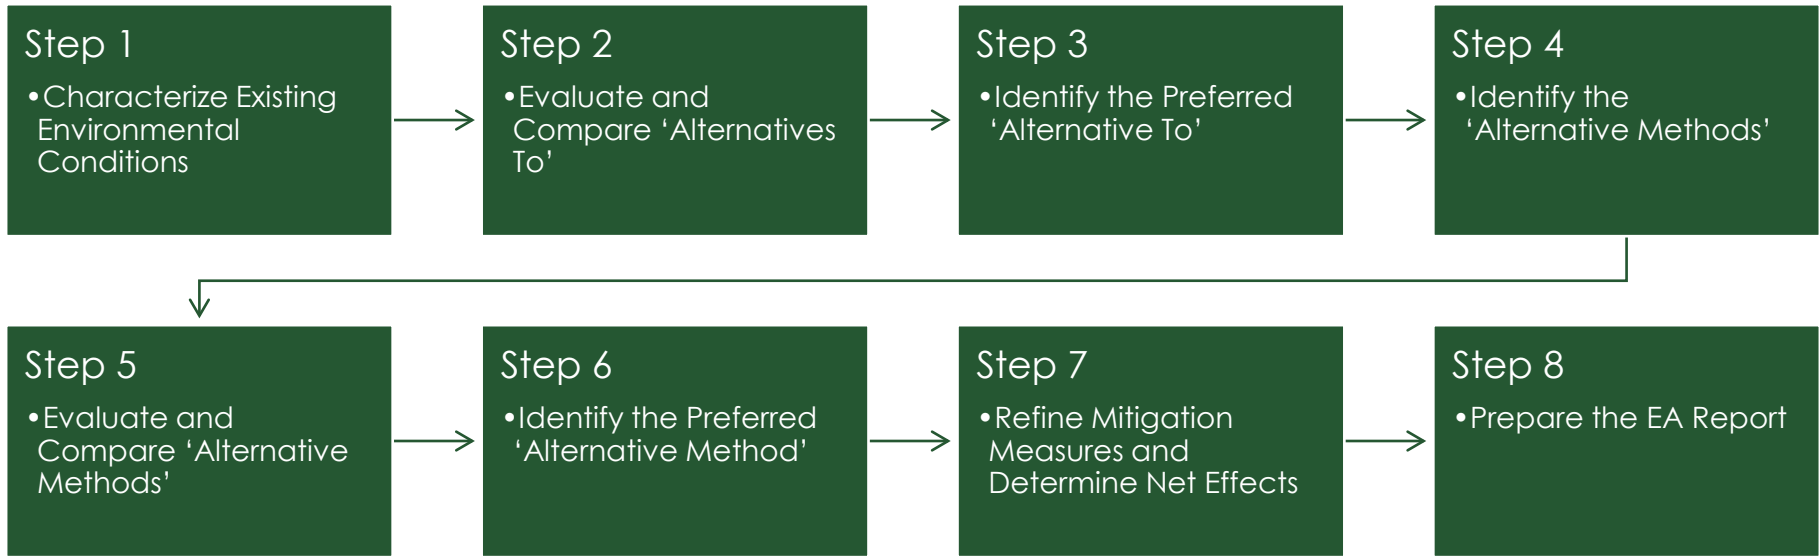 Step 1
•Characterize Existing
Environmental
Conditions
Step 2
•Evaluate and
Compare ‘Alternatives
To’
Step 3
•Identify the Preferred
‘Alternative To’
Step 4
•Identify the
‘Alternative Methods’
Step 5
•Evaluate and
Compare ‘Alternative
Methods’
Step 6
•Identify the Preferred
‘Alternative Method’
Step 7
•Refine Mitigation
Measures and
Determine Net Effects
Step 8
•Prepare the EA Report